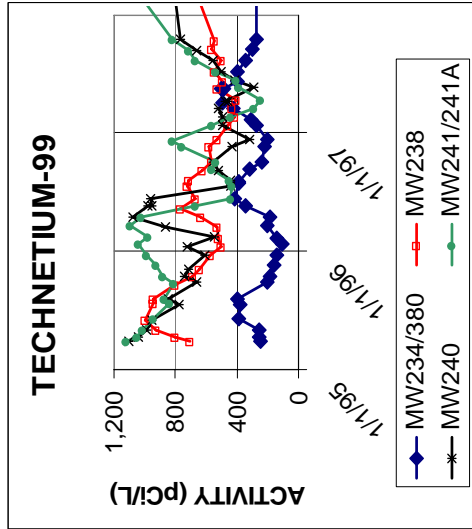 TECHNETIUM-99
ACTIVITY (pCi/L)
1,200
800
400
0
1/1/95
1/1/96
1/1/97
MW234/380
MW238
MW240
MW241/241A